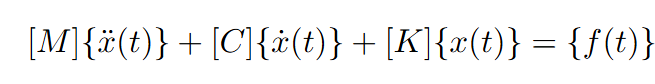 [M]{ẍ(t)} + [C]{ẋ(t)} + [K]{x(t)} = {f(t)}